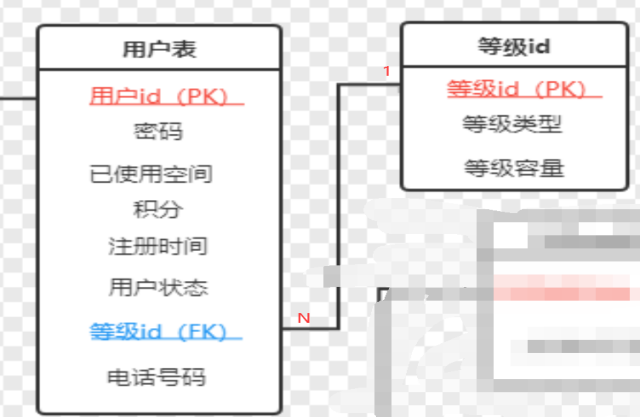 用户表
用户id（PK）
密码
已使用空间
积分
注册时间
用户状态
等级id（FK）
电话号码
N
1
等级id
等级id（PK）
等级类型
等级容量